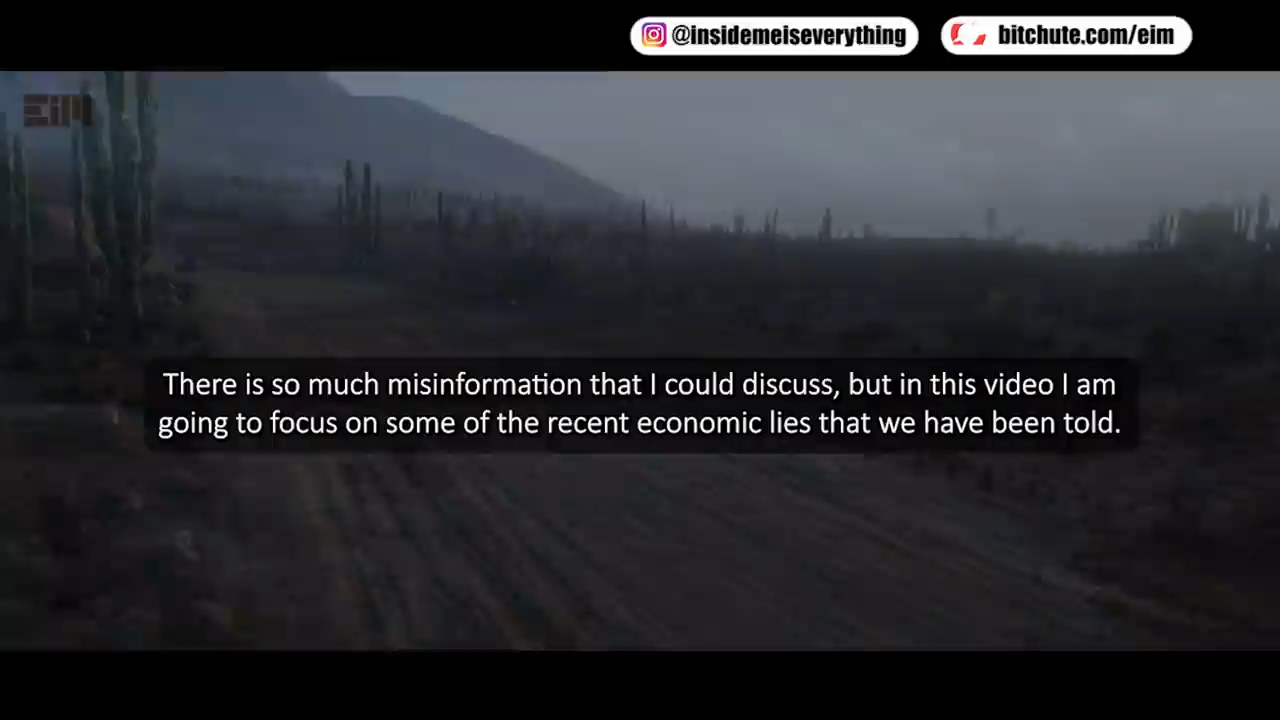 @insidemeiseverything
bitchute.com/eim
EiM
There is so much misinformation that I could discuss, but in this video I am
going to focus on some of the recent economic lies that we have been told.